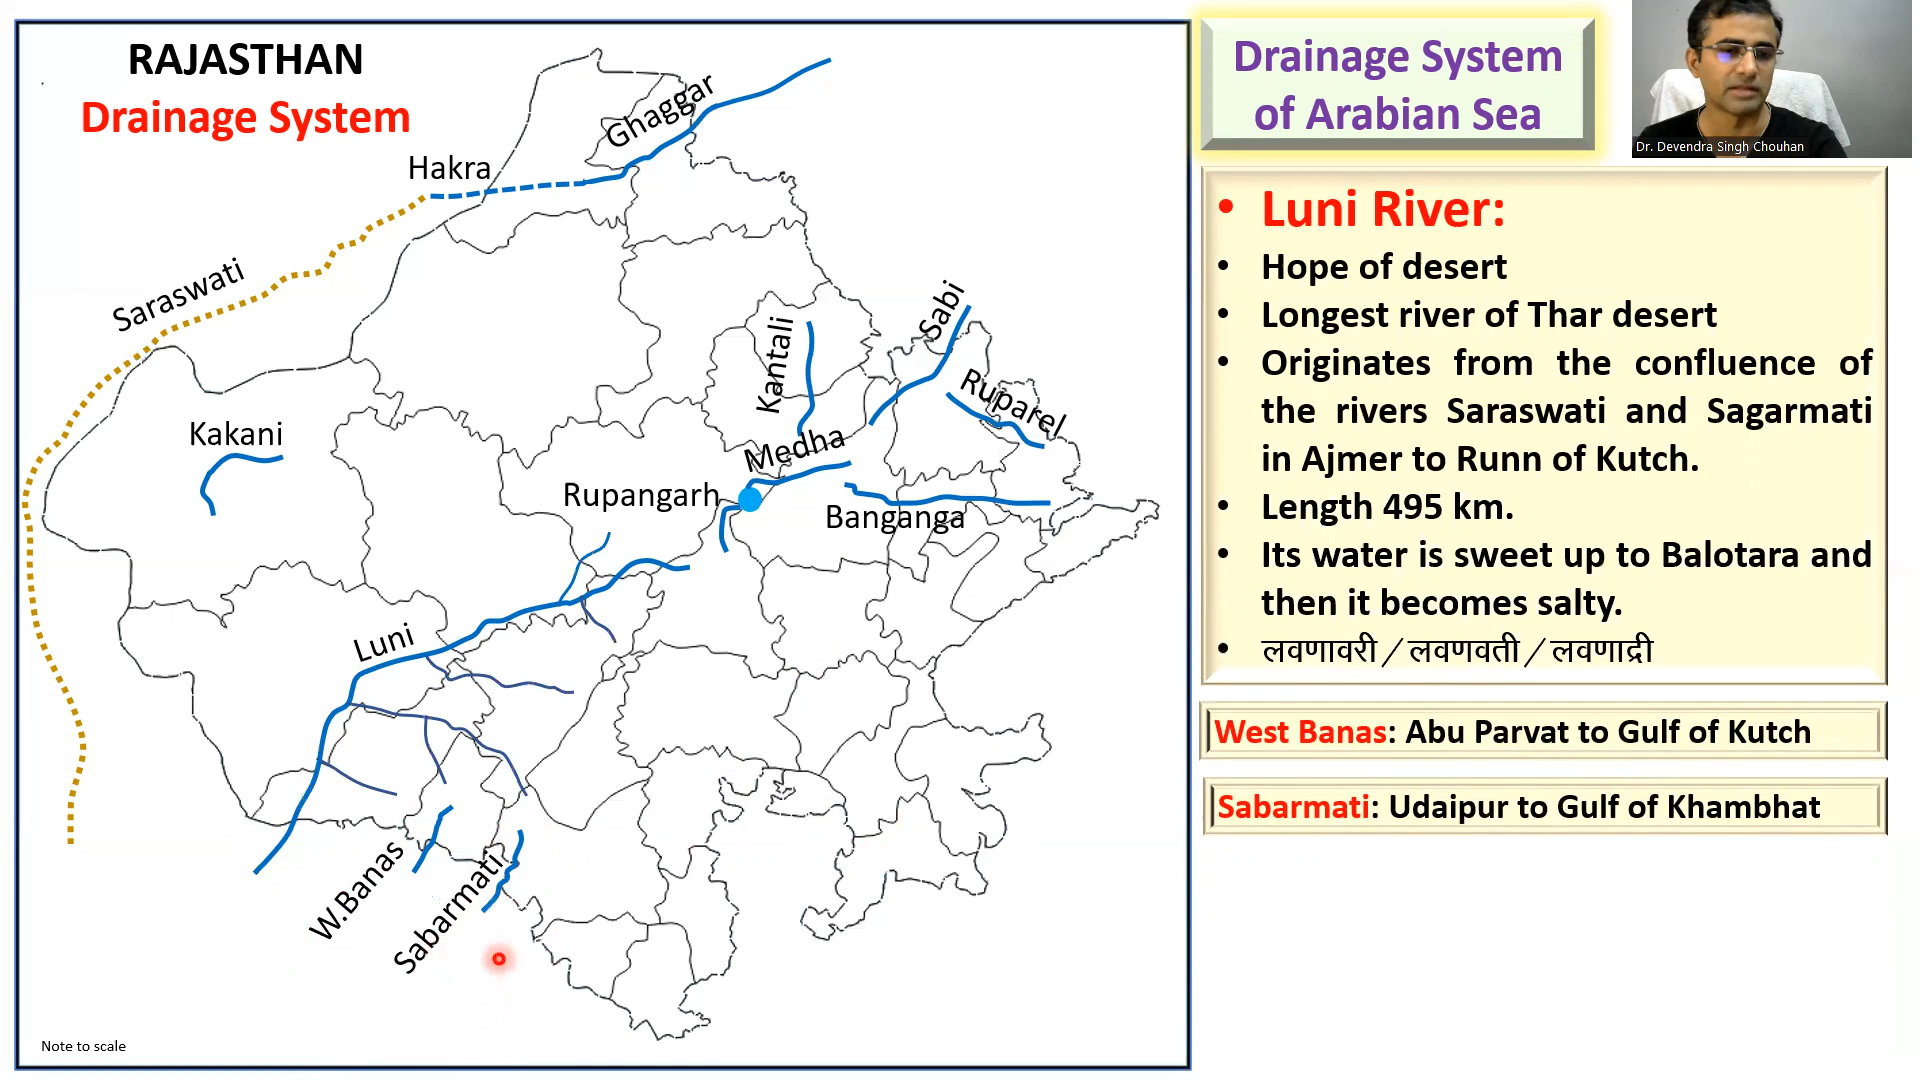 RAJASTHAN
Drainage System
Ghaggar
Hakra
Saraswati
Sabi
Kantali
Ruparel
Kakani
Medha
Rupangarh
Banganga
Luni
W.Banas
Sabarmati
Note to scale
Drainage System
of Arabian Sea
Dr. Devendra Singh Chouhan
• Luni River:
• Hope of desert
• Longest river of Thar desert
• Originates from the confluence of
the rivers Saraswati and Sagarmati
in Ajmer to Runn of Kutch.
• Length 495 km.
• Its water is sweet up to Balotara and
then it becomes salty.
• लवणावरी / लवणवती / लवणाद्री
West Banas: Abu Parvat to Gulf of Kutch
Sabarmati: Udaipur to Gulf of Khambhat